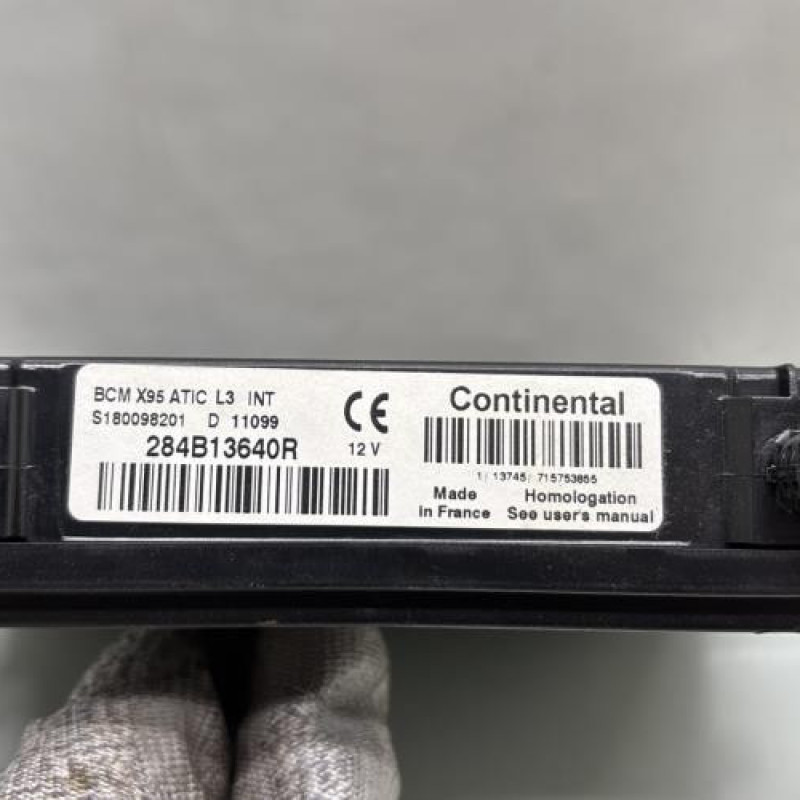 BCM X95 ATIC L3 INT
S180098201 D 11099
284B13640R
12 V
CE
Continental
1/ 13745/ 715753855
Made
in France
Homologation
See user's manual